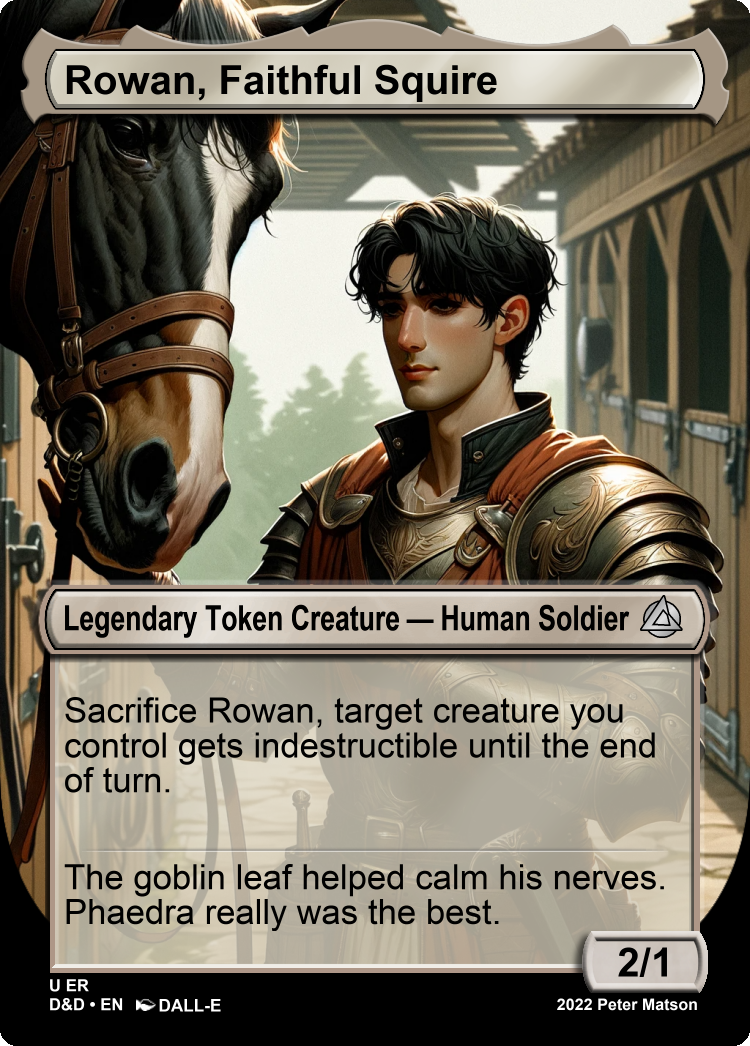 Rowan, Faithful Squire
Legendary Token Creature — Human Soldier
Sacrifice Rowan, target creature you
control gets indestructible until the end
of turn.
The goblin leaf helped calm his nerves.
Phaedra really was the best.
2/1
U ER
D&D • EN DALL-E
2022 Peter Matson